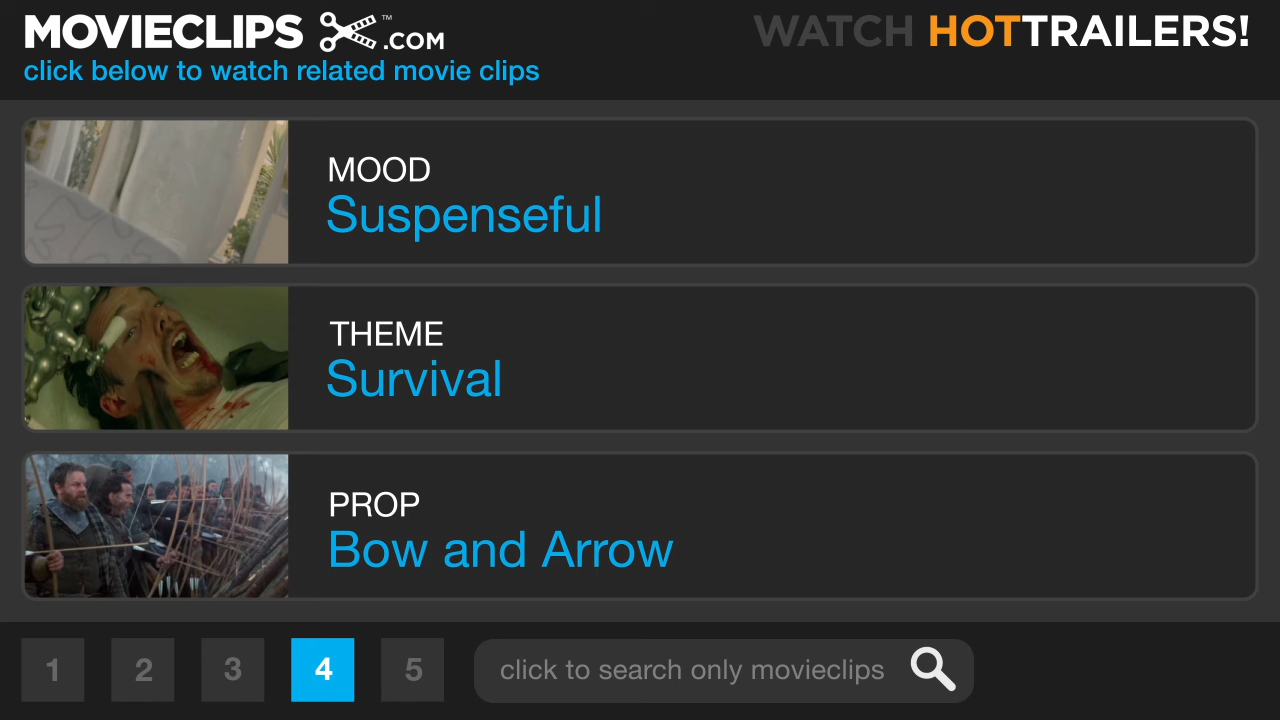 MOVIECLIPS ™ .COM
WATCH HOTTRAILERS!
click below to watch related movie clips
MOOD
Suspenseful
THEME
Survival
PROP
Bow and Arrow
1 2 3 4 5 click to search only movieclips